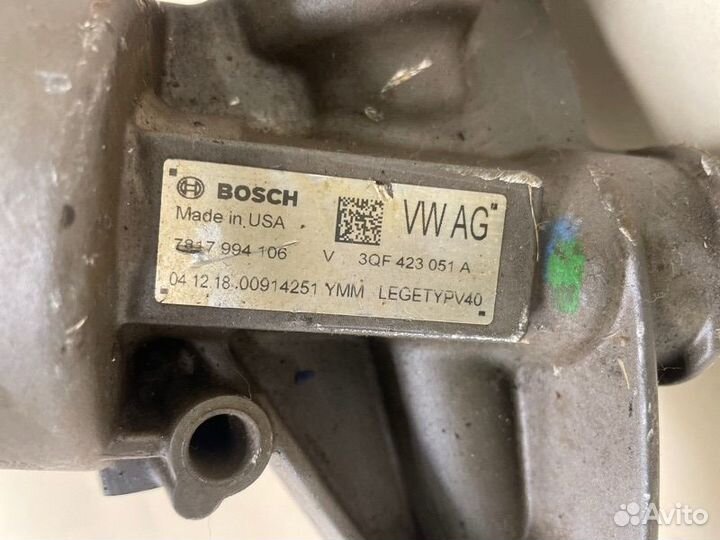 BOSCH
Made in USA
VW AG
7817 994 106 V 3QF 423 051 A
04.12.18 00914251 YMM LEGETYPV40
Avito